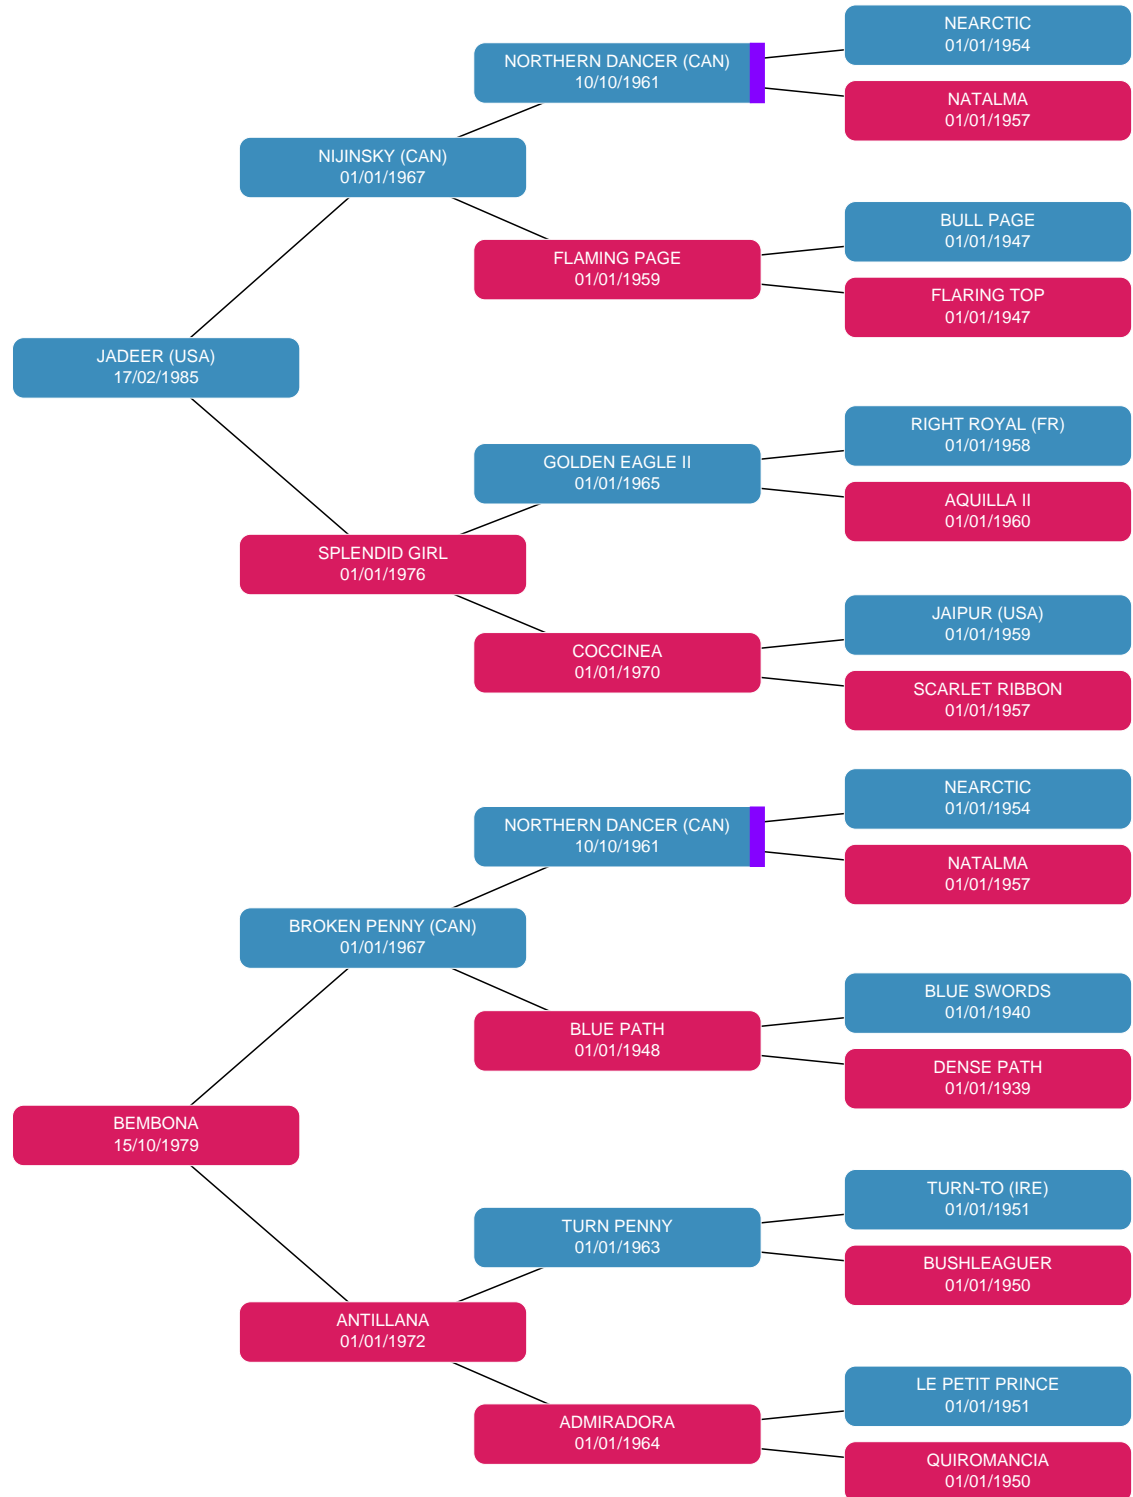 NEARCTIC
01/01/1954
NORTHERN DANCER (CAN)
10/10/1961
NATALMA
01/01/1957
NIJINSKY (CAN)
01/01/1967
BULL PAGE
01/01/1947
FLAMING PAGE
01/01/1959
FLARING TOP
01/01/1947
JADEER (USA)
17/02/1985
RIGHT ROYAL (FR)
01/01/1958
GOLDEN EAGLE II
01/01/1965
AQUILLA II
01/01/1960
SPLENDID GIRL
01/01/1976
JAIPUR (USA)
01/01/1959
COCCINEA
01/01/1970
SCARLET RIBBON
01/01/1957
NEARCTIC
01/01/1954
NORTHERN DANCER (CAN)
10/10/1961
NATALMA
01/01/1957
BROKEN PENNY (CAN)
01/01/1967
BLUE SWORDS
01/01/1940
BLUE PATH
01/01/1948
DENSE PATH
01/01/1939
BEMBONA
15/10/1979
TURN-TO (IRE)
01/01/1951
TURN PENNY
01/01/1963
BUSHLEAGUER
01/01/1950
ANTILLANA
01/01/1972
LE PETIT PRINCE
01/01/1951
ADMIRADORA
01/01/1964
QUIROMANCIA
01/01/1950